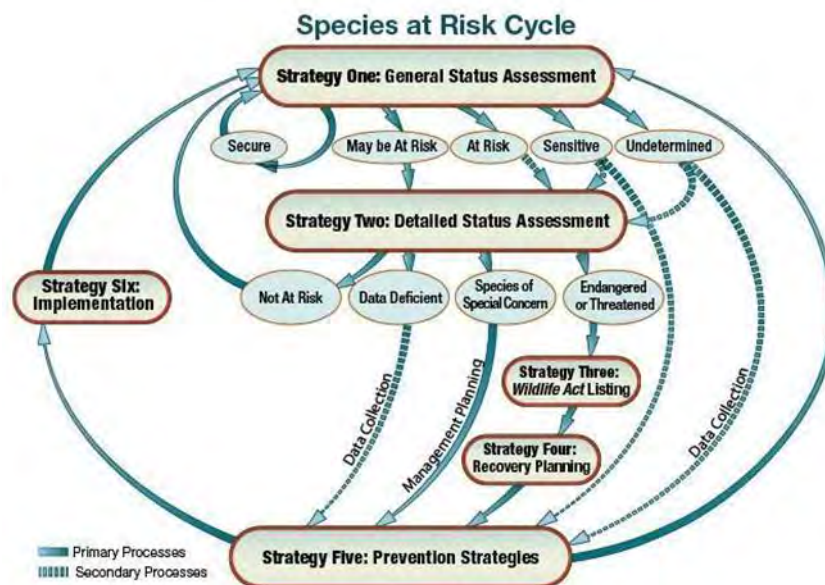 Species at Risk Cycle
Strategy One: General Status Assessment
Secure
May be At Risk
At Risk
Sensitive
Undetermined
Strategy Two: Detailed Status Assessment
Strategy Six:
Implementation
Not At Risk
Data Deficient
Species of
Special Concern
Endangered
or Threatened
Strategy Three:
Wildlife Act Listing
Data Collection
Management Planning
Data Collection
Strategy Four:
Recovery Planning
Strategy Five: Prevention Strategies
Primary Processes
Secondary Processes